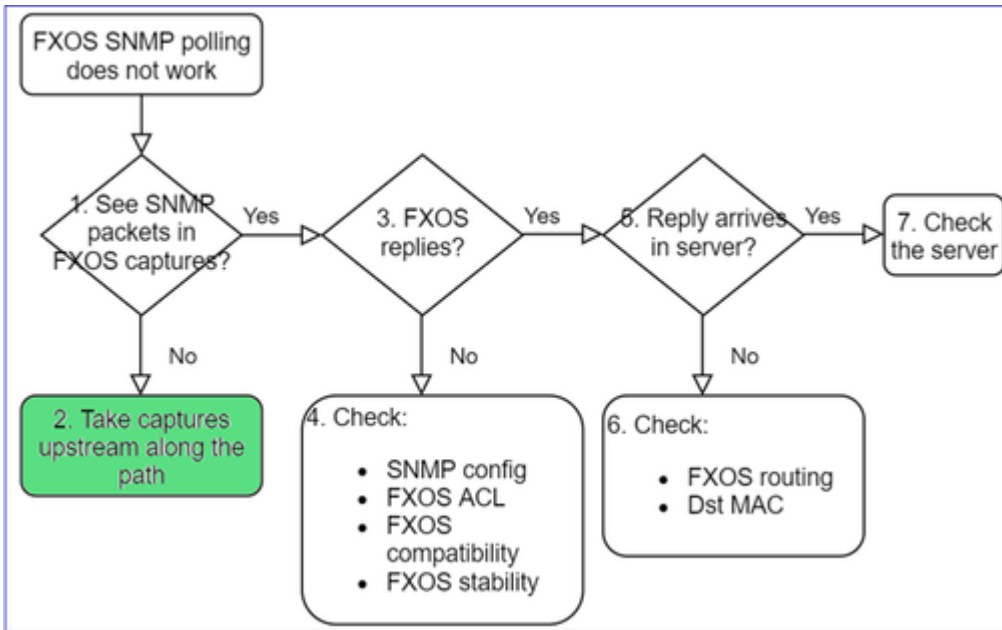 FXOS SNMP polling
does not work
1. See SNMP
packets in
FXOS captures?
Yes
3. FXOS
replies?
Yes
5. Reply arrives
in server?
Yes
7. Check
the server
No
No
No
2. Take captures
upstream along the
path
4. Check:
• SNMP config
• FXOS ACL
• FXOS
compatibility
• FXOS stability
6. Check:
• FXOS routing
• Dst MAC